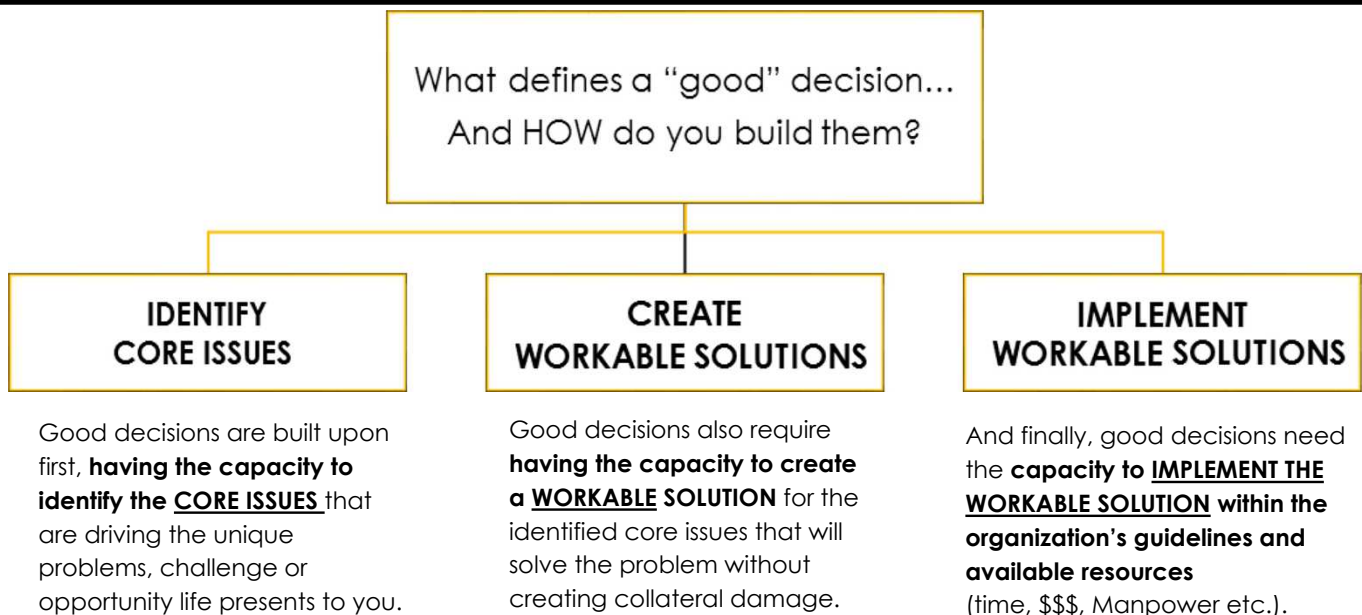 What defines a “good” decision…
And HOW do you build them?
IDENTIFY
CORE ISSUES
Good decisions are built upon
first, having the capacity to
identify the CORE ISSUES that
are driving the unique
problems, challenge or
opportunity life presents to you.
CREATE
WORKABLE SOLUTIONS
Good decisions also require
having the capacity to create
a WORKABLE SOLUTION for the
identified core issues that will
solve the problem without
creating collateral damage.
IMPLEMENT
WORKABLE SOLUTIONS
And finally, good decisions need
the capacity to IMPLEMENT THE
WORKABLE SOLUTION within the
organization’s guidelines and
available resources
(time, $$$, Manpower etc.).